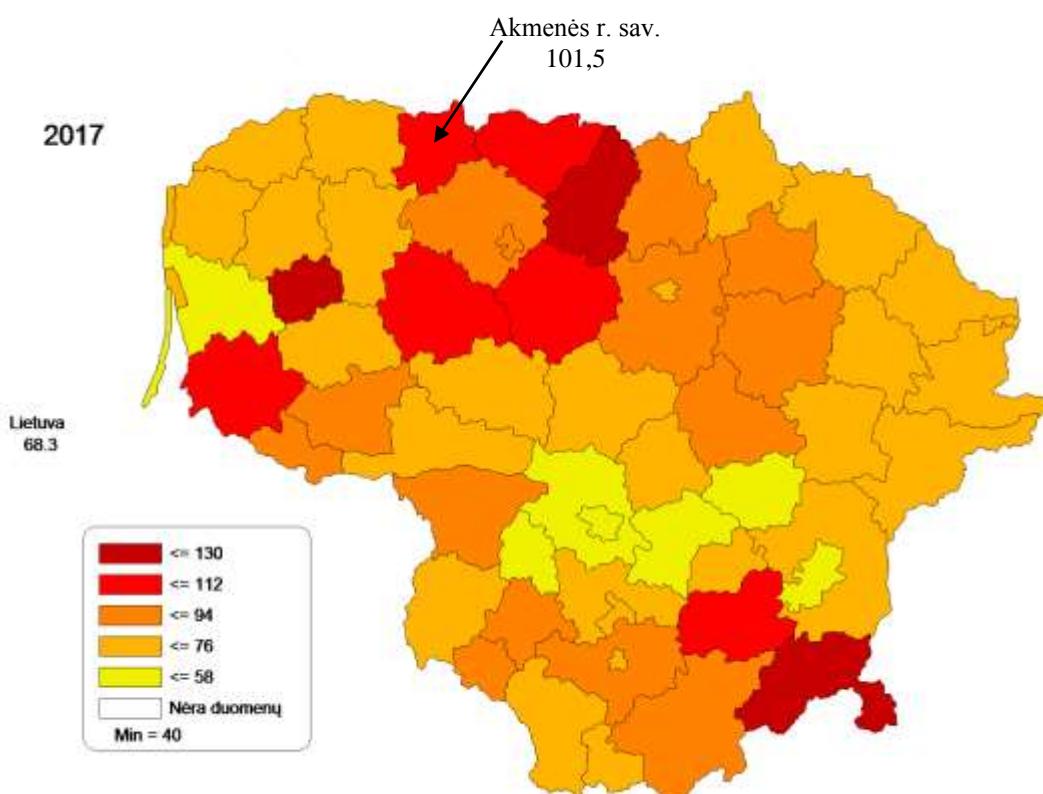 Akmenės r. sav.
101,5
2017
Lietuva
68.3
<= 130
<= 112
<= 94
<= 76
<= 58
Nėra duomenų
Min = 40